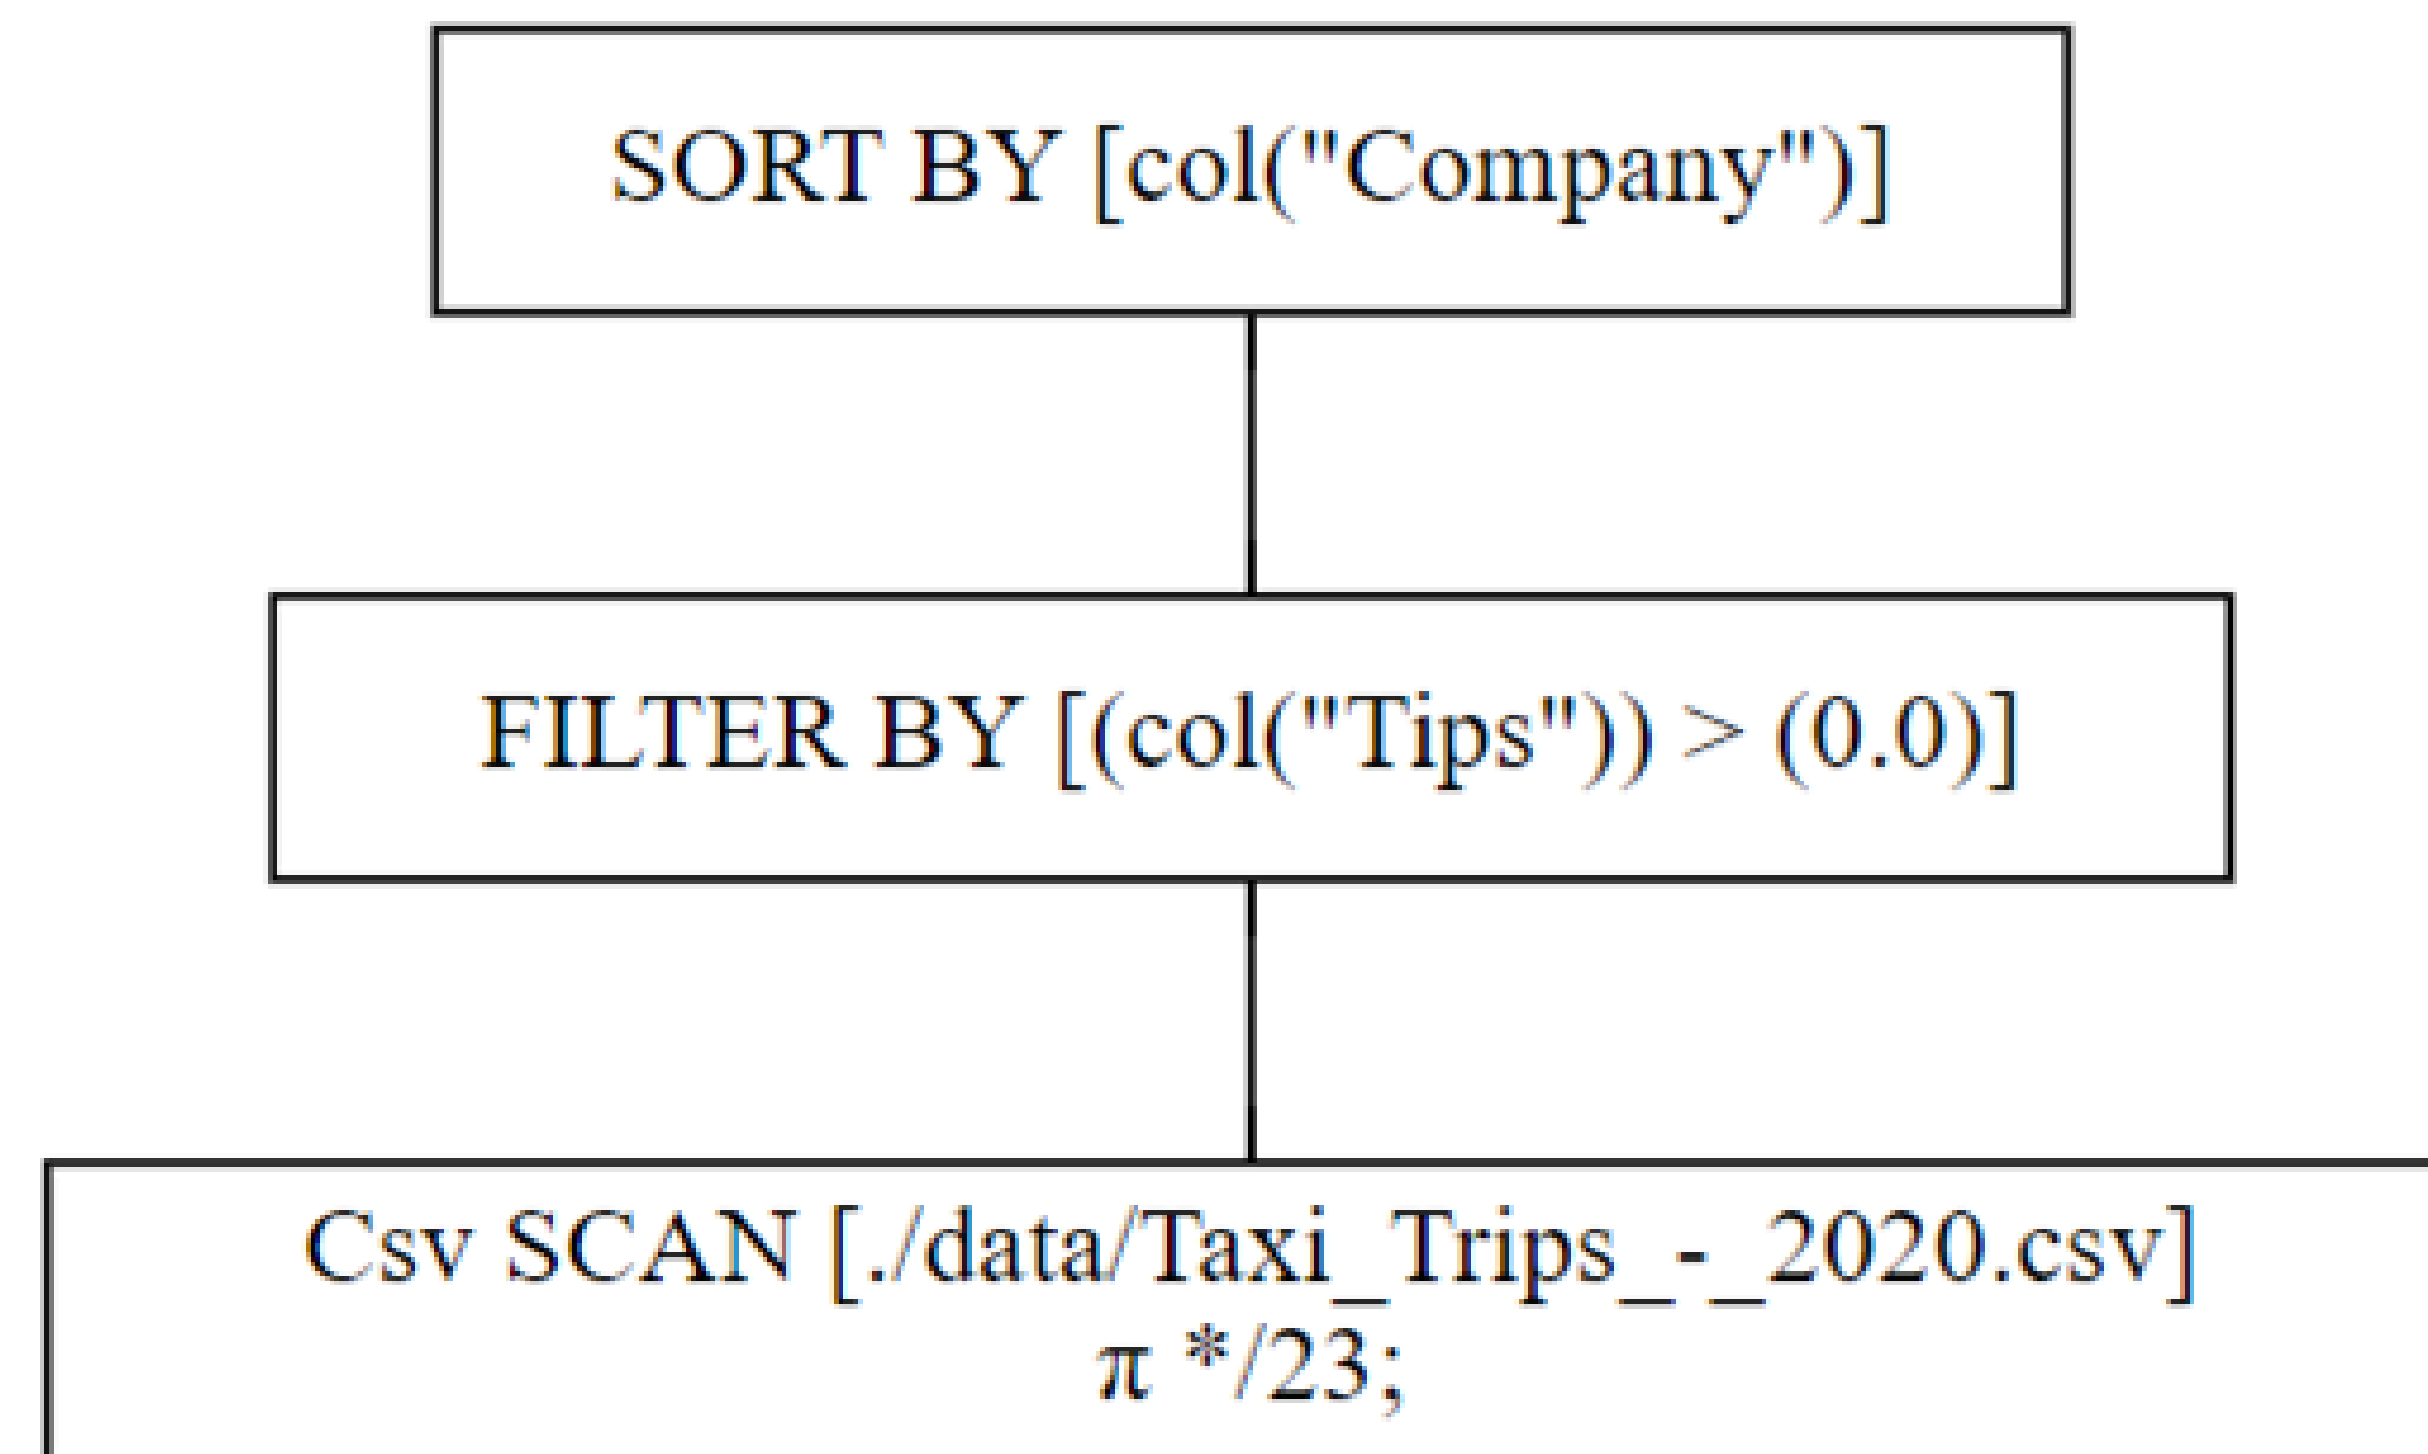 SORT BY [col("Company")]
FILTER BY [(col("Tips")) > (0.0)]
Csv SCAN [./data/Taxi_Trips_-_2020.csv]
π */23;